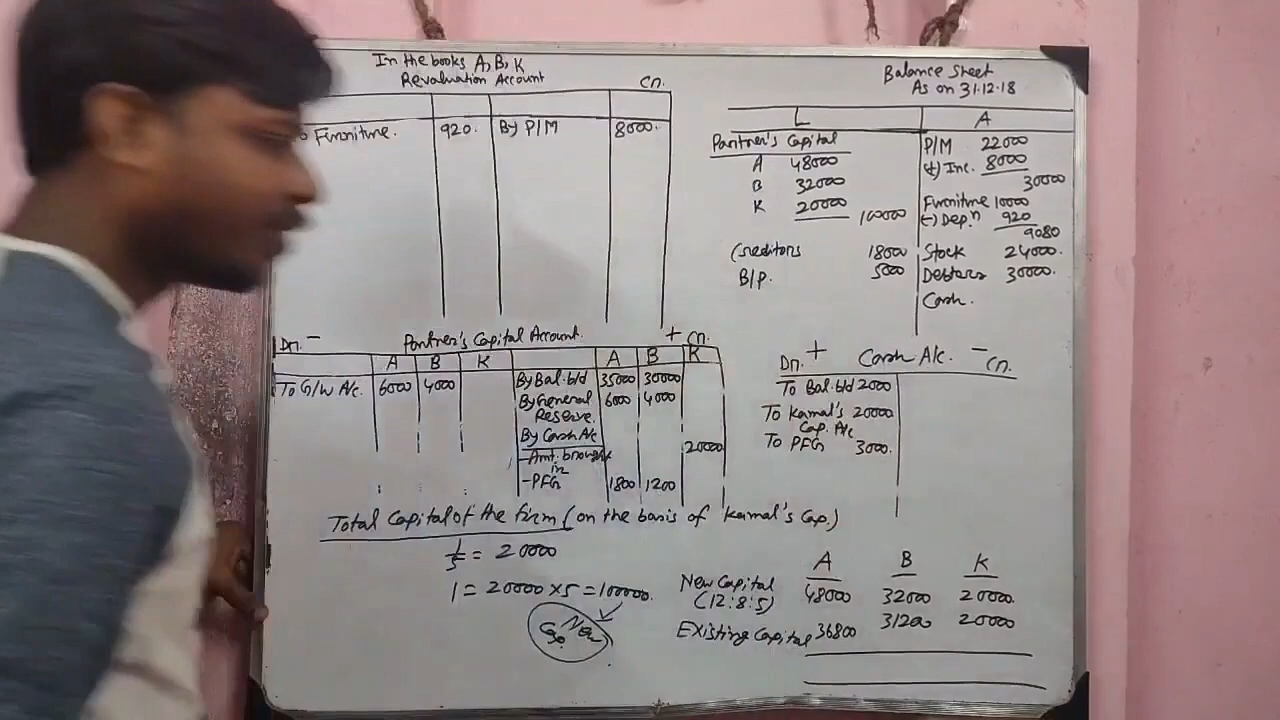 In the books A, B, K
Revaluation Account
Cr.
o Furniture. 920. By P/M 8000.
Balance Sheet
As on 31.12.18
L A
Partner's Capital
A 48000
B 32000
K 20000
100000
Creditors 18000
B/P. 5000
P/M 22000
(+) Inc. 8000
30000
Furniture 10000
(-) Depn 920
9080
Stock 24000.
Debtors 30000.
Cash.
Dr. - Partner's Capital Account. + Cr.
A B K A B K
To G/W A/c. 6000 4000 By Bal. b/d 35000 30000
By General Reserve. 6000 4000
By Cash A/c
- Amt. brought in 20000
- PFG 1800 1200
Dr. + Cash A/c. - Cr.
To Bal. b/d 2000
To Kamal's Cap. A/c 20000
To PFG 3000.
Total Capital of the firm (on the basis of Kamal's Cap.)
1/5 = 20000
1 = 20000 x 5 = 100000.
A B K
New Capital (12:8:5) 48000 32000 20000.
Existing Capital 36800 31200 20000